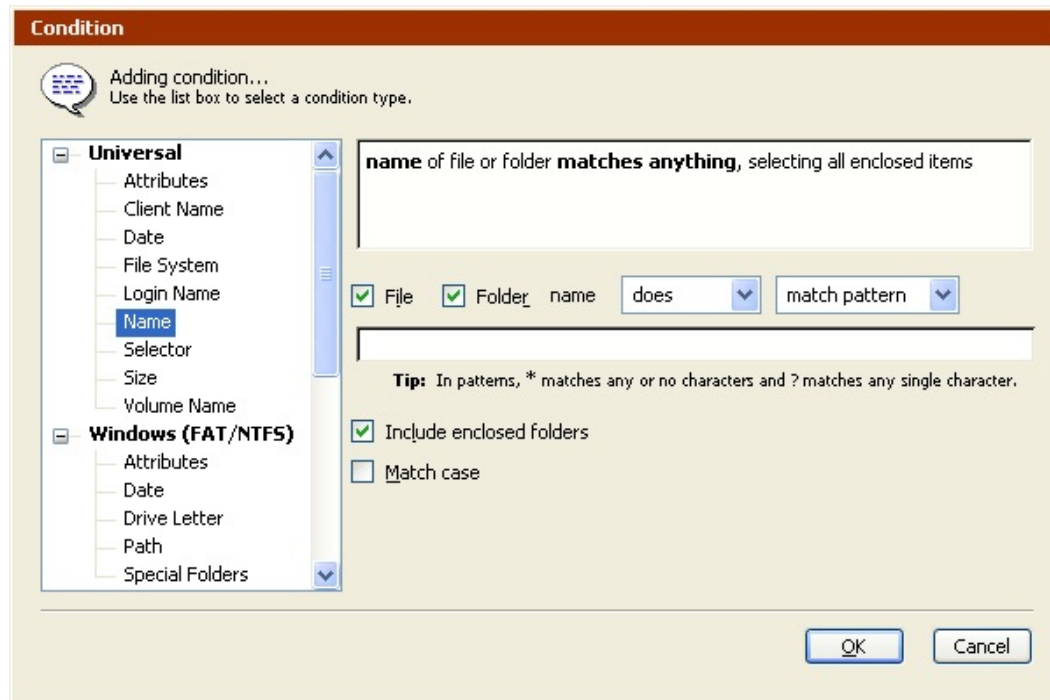 Condition
Adding condition...
Use the list box to select a condition type.
Universal
Attributes
Client Name
Date
File System
Login Name
Name
Selector
Size
Volume Name
Windows (FAT/NTFS)
Attributes
Date
Drive Letter
Path
Special Folders
name of file or folder matches anything, selecting all enclosed items
File Folder name does match pattern
Tip: In patterns, * matches any or no characters and ? matches any single character.
Include enclosed folders
Match case
OK Cancel